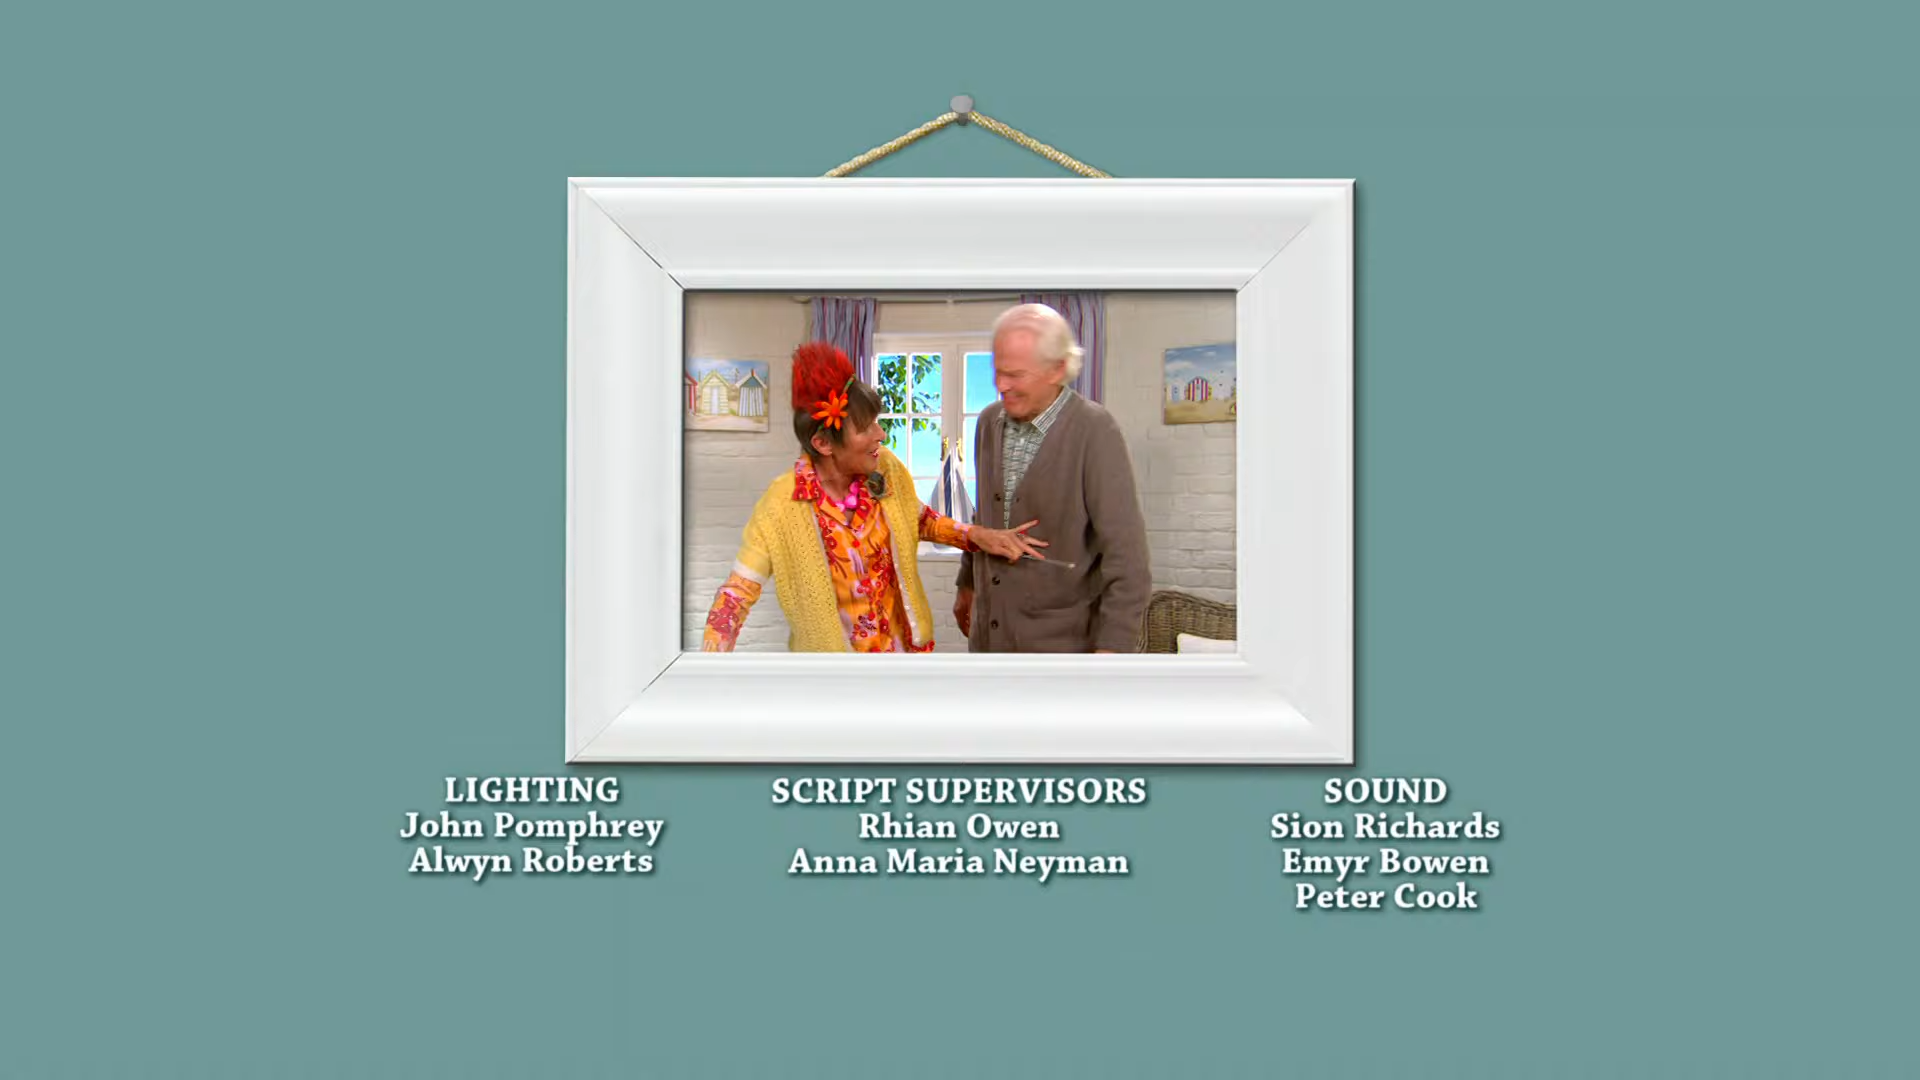 LIGHTING
John Pomphrey
Alwyn Roberts
SCRIPT SUPERVISORS
Rhian Owen
Anna Maria Neyman
SOUND
Sion Richards
Emyr Bowen
Peter Cook